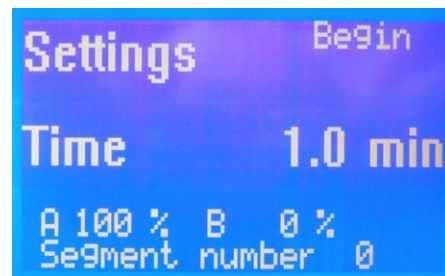 Settings Begin
Time 1.0 min
A 100 % B 0 %
Segment number 0